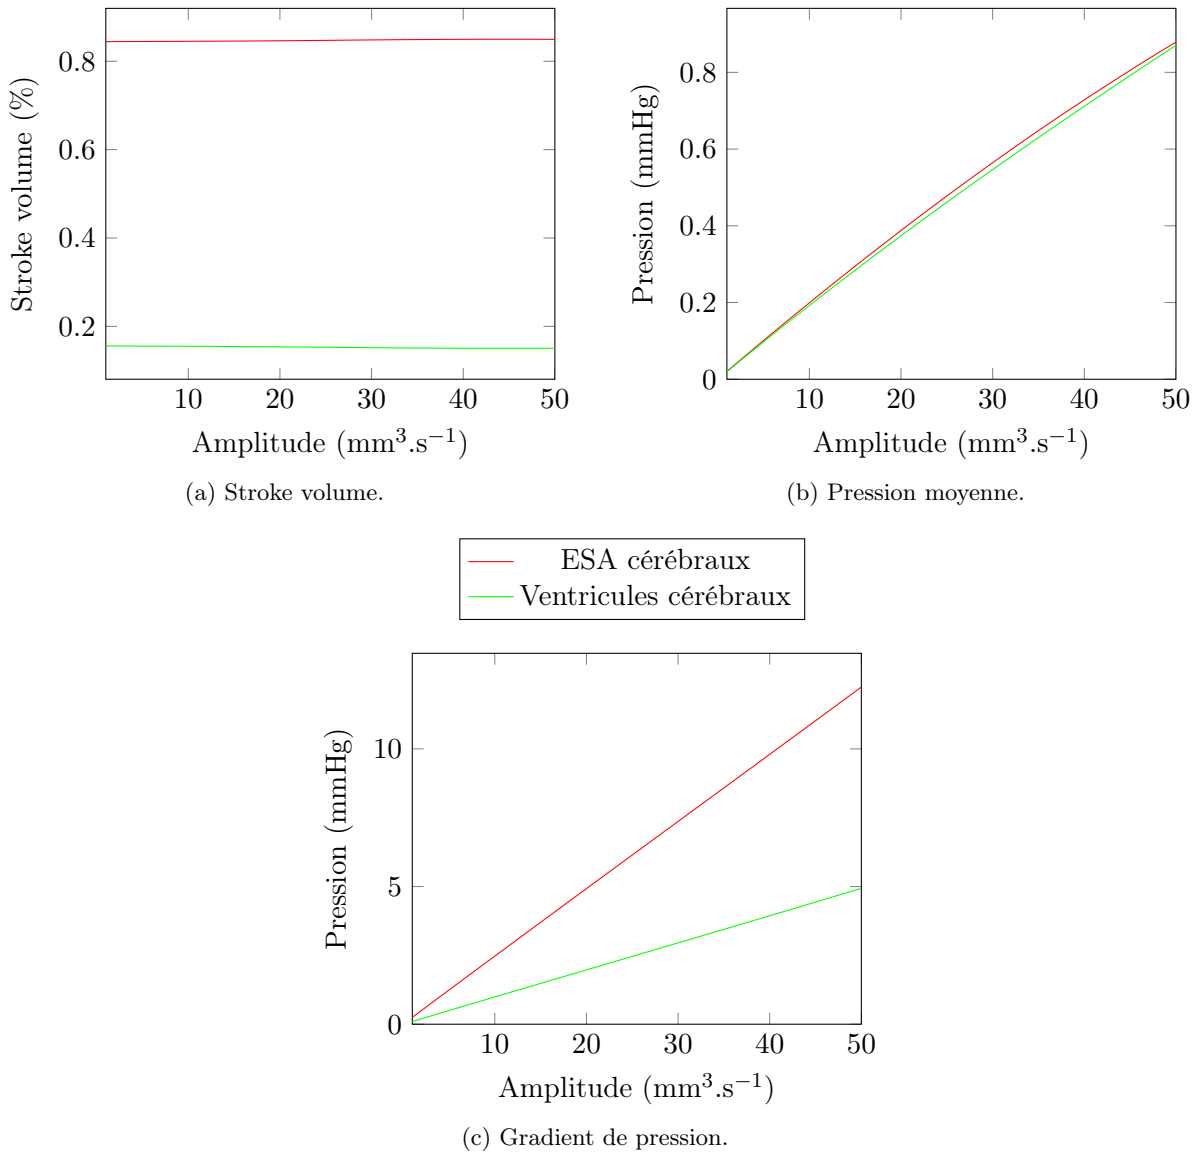 0.8
0.6
0.4
0.2
Stroke volume (%)
10 20 30 40 50
Amplitude (mm³.s⁻¹)
(a) Stroke volume.
0.8
0.6
0.4
0.2
0
Pression (mmHg)
10 20 30 40 50
Amplitude (mm³.s⁻¹)
(b) Pression moyenne.
ESA cérébraux
Ventricules cérébraux
10
5
0
Pression (mmHg)
10 20 30 40 50
Amplitude (mm³.s⁻¹)
(c) Gradient de pression.